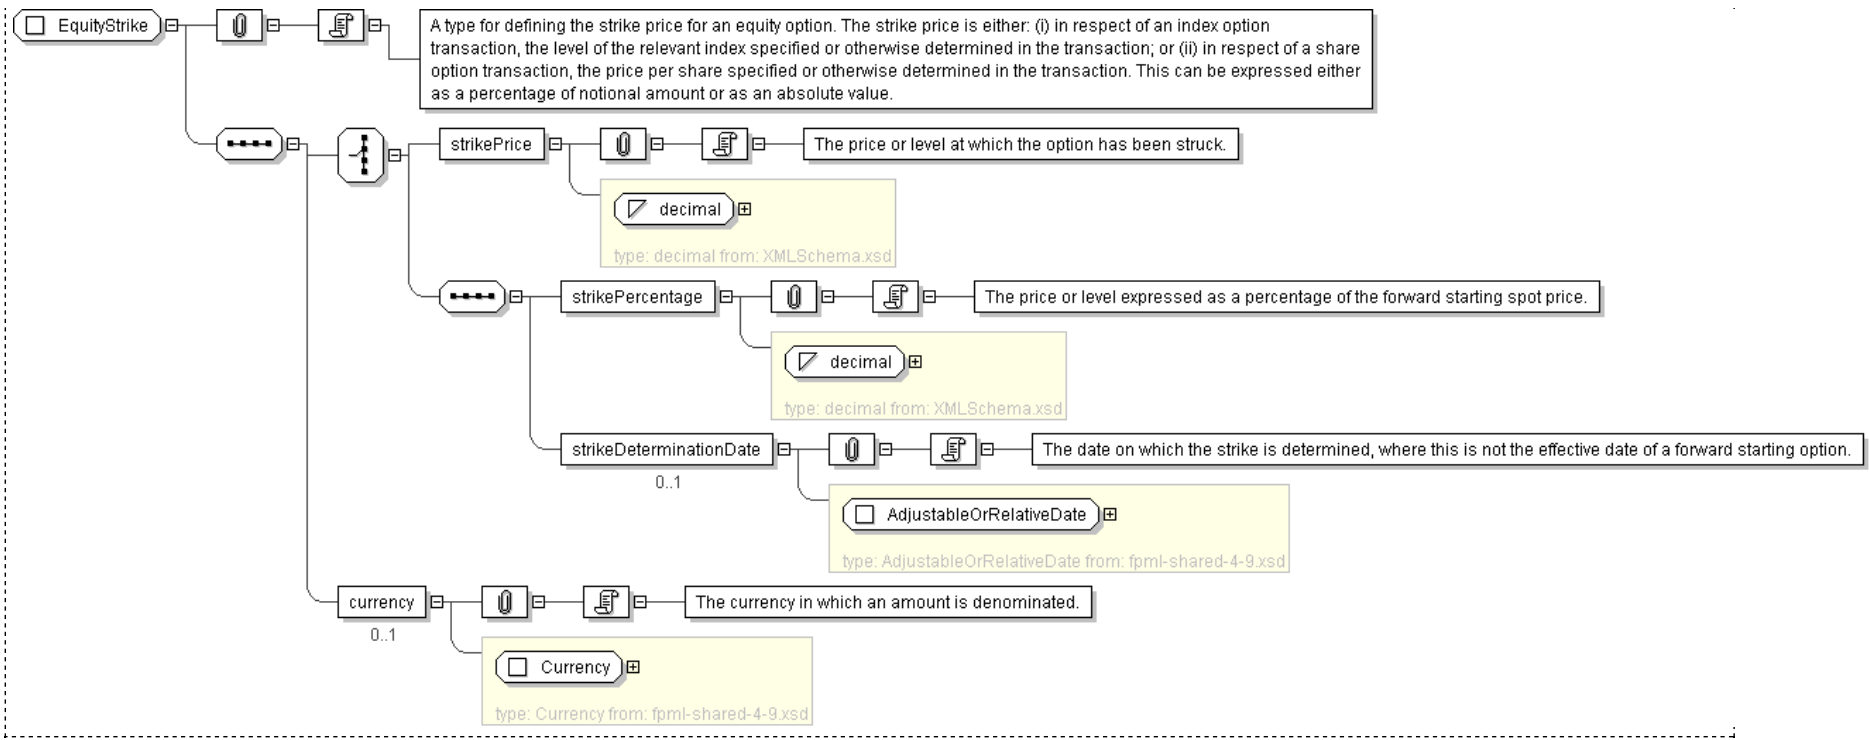 EquityStrike
A type for defining the strike price for an equity option. The strike price is either: (i) in respect of an index option
transaction, the level of the relevant index specified or otherwise determined in the transaction; or (ii) in respect of a share
option transaction, the price per share specified or otherwise determined in the transaction. This can be expressed either
as a percentage of notional amount or as an absolute value.
strikePrice
The price or level at which the option has been struck.
decimal
type: decimal from: XMLSchema.xsd
strikePercentage
The price or level expressed as a percentage of the forward starting spot price.
decimal
type: decimal from: XMLSchema.xsd
strikeDeterminationDate
The date on which the strike is determined, where this is not the effective date of a forward starting option.
0..1
AdjustableOrRelativeDate
type: AdjustableOrRelativeDate from: fpml-shared-4-9.xsd
currency
The currency in which an amount is denominated.
0..1
Currency
type: Currency from: fpml-shared-4-9.xsd